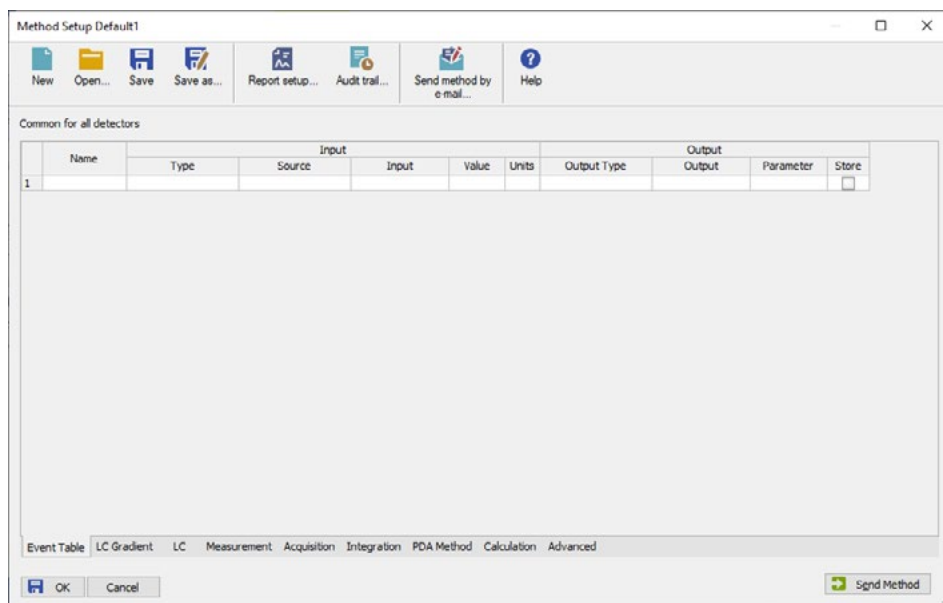 Method Setup Default1
New Open... Save Save as... Report setup... Audit trail... Send method by e-mail... Help
Common for all detectors
Name Input Output
Type Source Input Value Units Output Type Output Parameter Store
1
Event Table LC Gradient LC Measurement Acquisition Integration PDA Method Calculation Advanced
OK Cancel Send Method